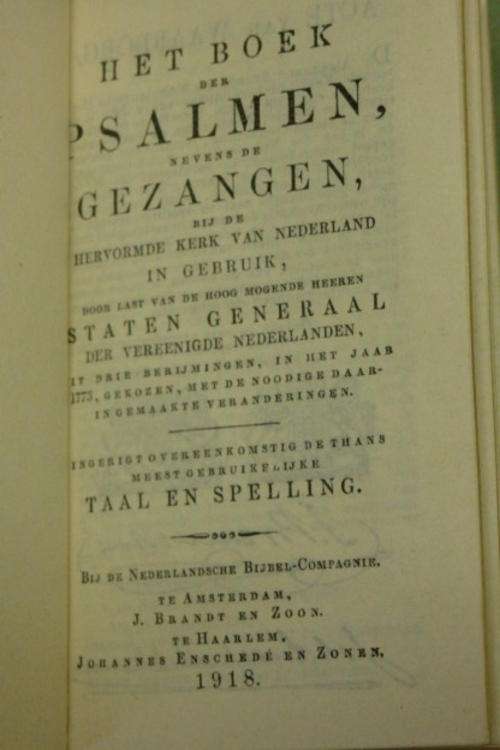 HET BOEK
DER
PSALMEN,
NEVENS DE
GEZANGEN,
BIJ DE
HERVORMDE KERK VAN NEDERLAND
IN GEBRUIK,
DOOR LAST VAN DE HOOG MOGENDE HEEREN
STATEN GENERAAL
DER VEREENIGDE NEDERLANDEN,
IT DRIE BERIJMINGEN, IN HET JAAR
1773, GEKOZEN, MET DE NOODIGE DAAR-
IN GEMAAKTE VERANDERINGEN.
INGERIGT OVEREENKOMSTIG DE THANS
MEEST GEBRUIKELIJKE
TAAL EN SPELLING.
BIJ DE NEDERLANDSCHE BIJBEL-COMPAGNIE.
TE AMSTERDAM,
J. BRANDT EN ZOON.
TE HAARLEM,
JOHANNES ENSCHEDÉ EN ZONEN,
1918.